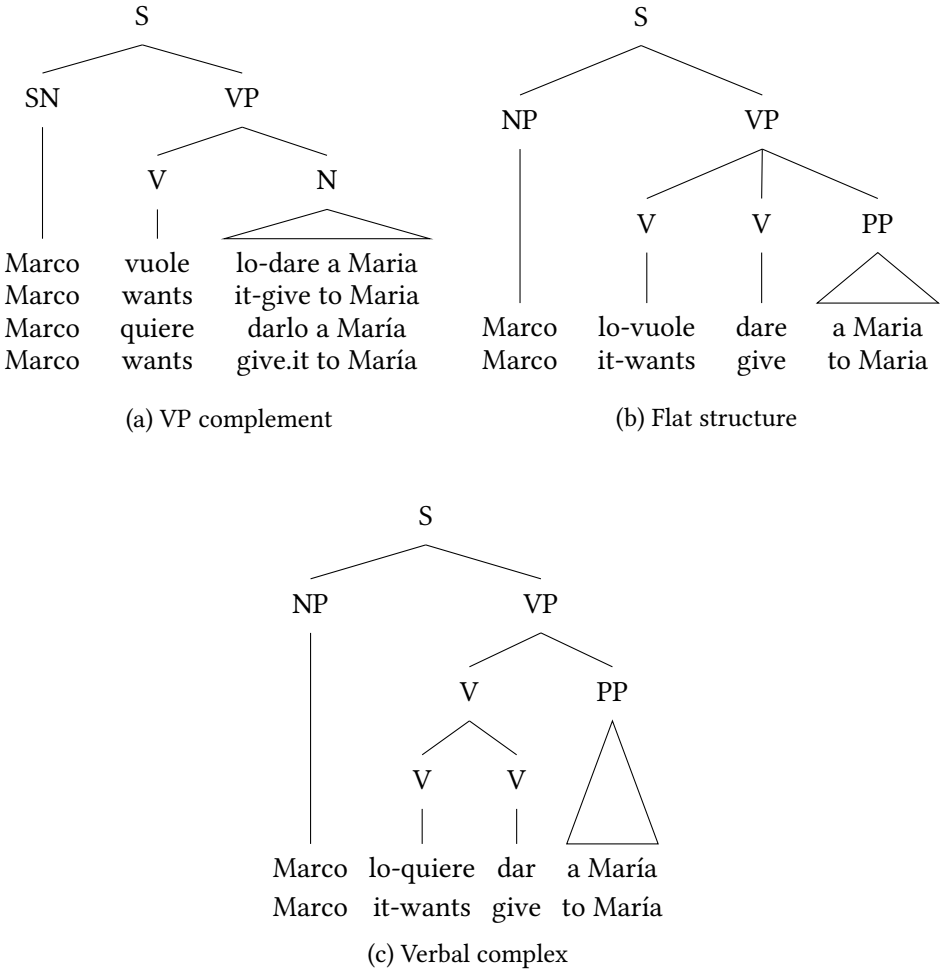 S
SN VP
V N
Marco vuole lo-dare a Maria
Marco wants it-give to Maria
Marco quiere darlo a María
Marco wants give.it to María
(a) VP complement
S
NP VP
V V PP
Marco lo-vuole dare a Maria
Marco it-wants give to Maria
(b) Flat structure
S
NP VP
V PP
V V
Marco lo-quiere dar a María
Marco it-wants give to María
(c) Verbal complex